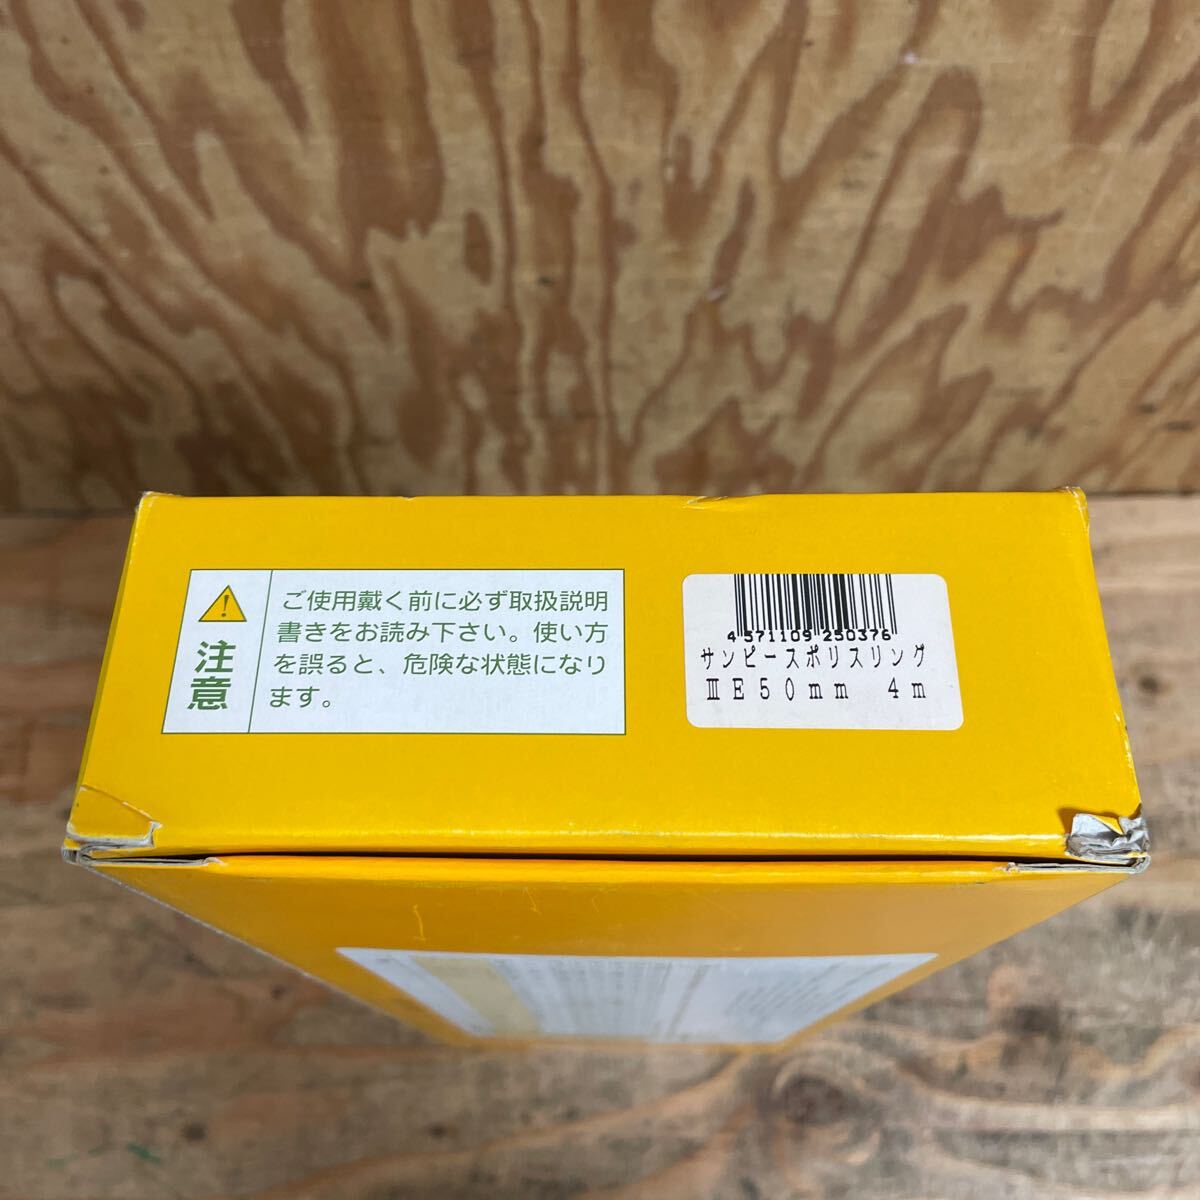 注意
ご使用戴く前に必ず取扱説明
書きをお読み下さい。使い方
を誤ると、危険な状態になり
ます。
4 571109 250376
サンピースポリスリング
ⅢE50mm 4m